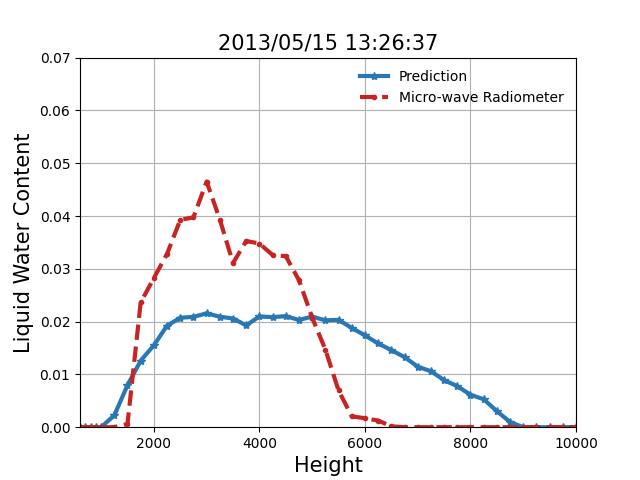 2013/05/15 13:26:37
0.07
0.06
0.05
0.04
0.03
0.02
0.01
0.00
Liquid Water Content
Prediction
Micro-wave Radiometer
2000 4000 6000 8000 10000
Height